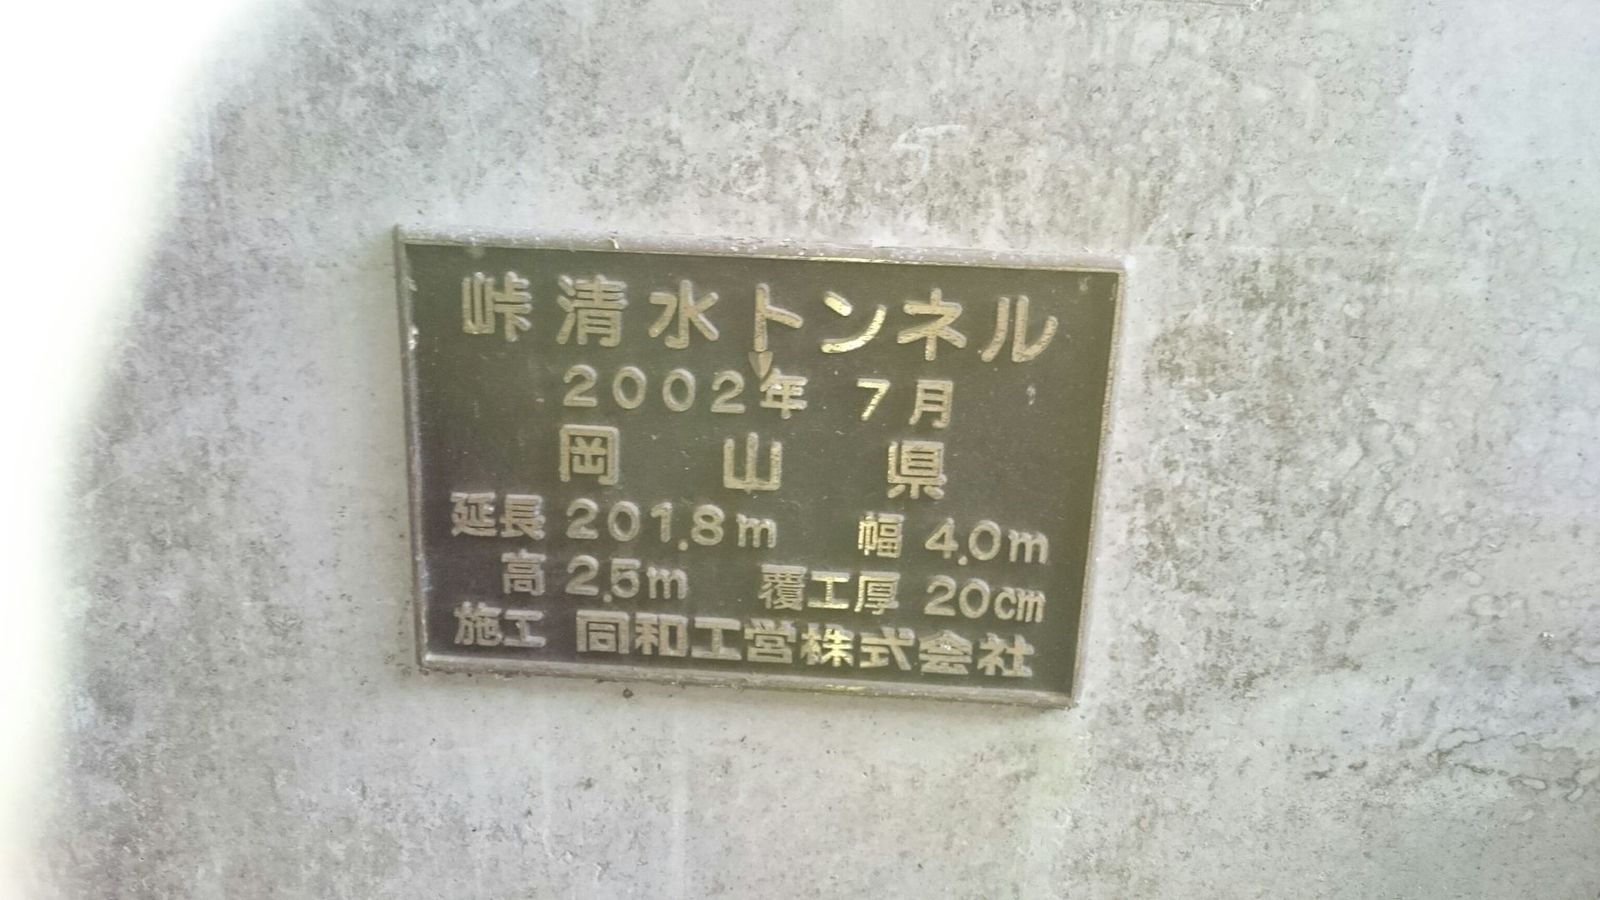 峠清水トンネル
2002年 7月
岡山県
延長 201.8m 幅 4.0m
高 2.5m 覆工厚 20cm
施工 同和工営株式会社